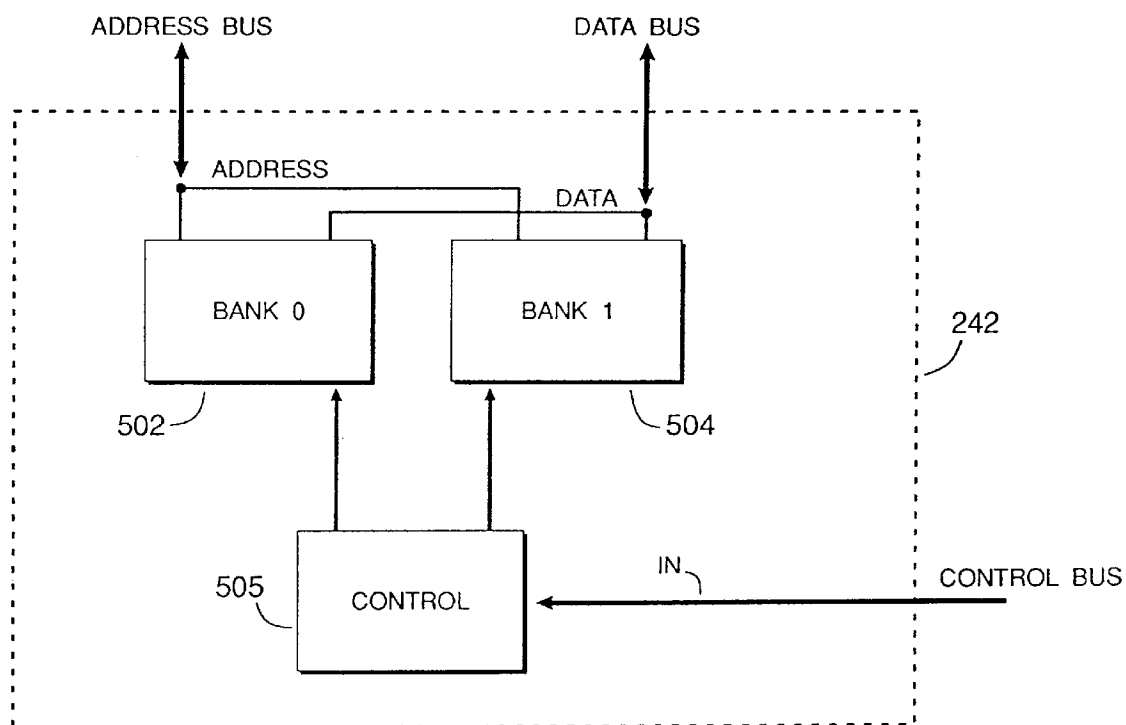 ADDRESS BUS
DATA BUS
ADDRESS
DATA
BANK 0
BANK 1
242
502
504
505
CONTROL
IN
CONTROL BUS